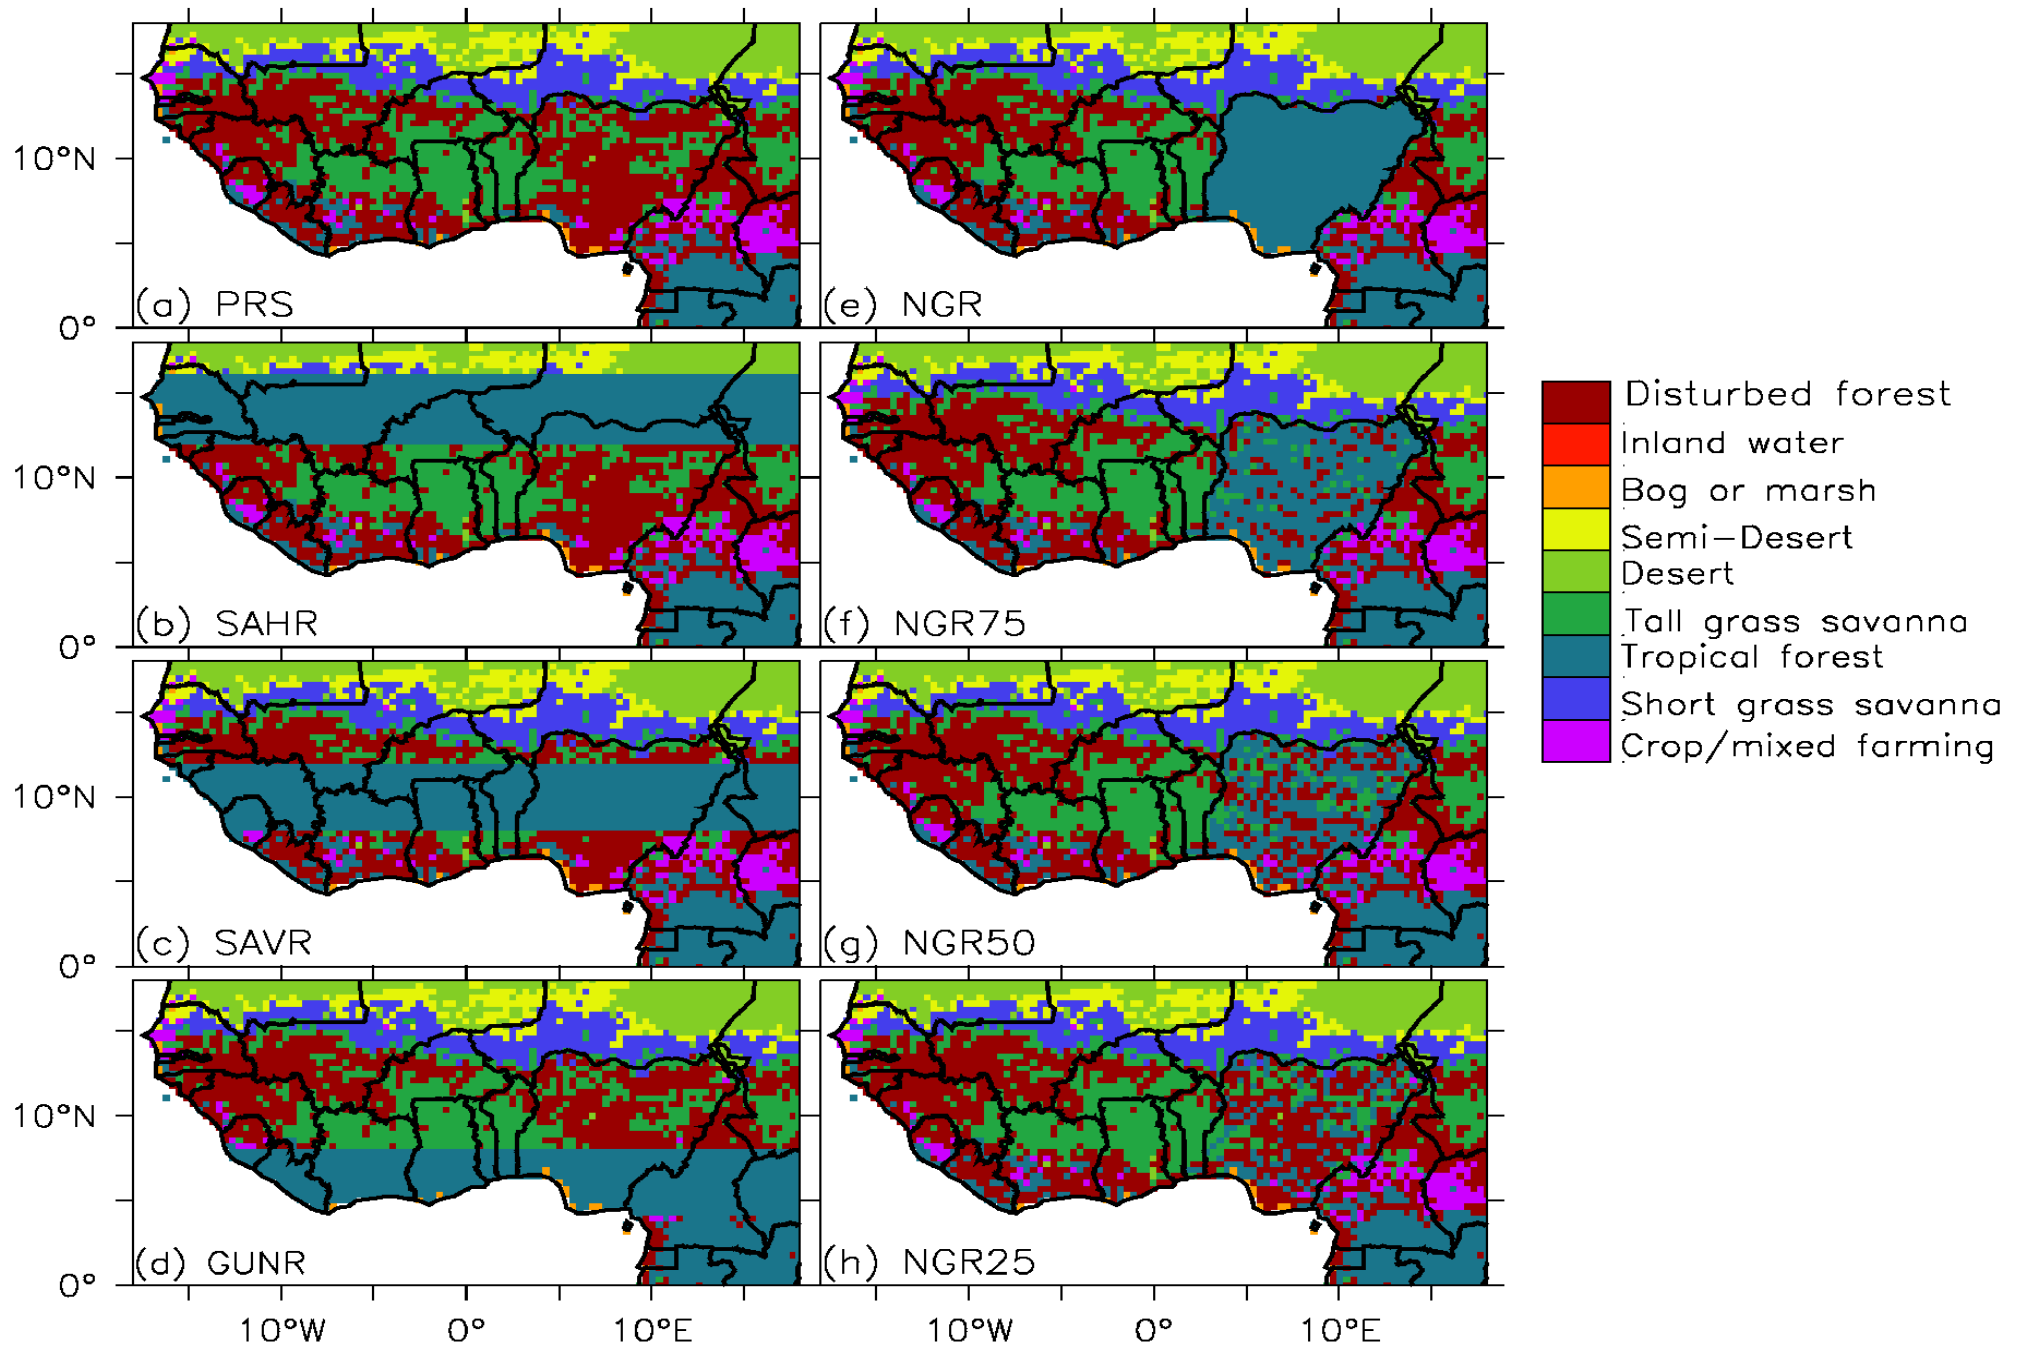 10°N
(a) PRS
(e) NGR
0°
10°N
(b) SAHR
(f) NGR75
0°
10°N
(c) SAVR
(g) NGR50
0°
10°N
(d) GUNR
(h) NGR25
0°
10°W 0° 10°E
10°W 0° 10°E
Disturbed forest
Inland water
Bog or marsh
Semi-Desert
Desert
Tall grass savanna
Tropical forest
Short grass savanna
Crop/mixed farming